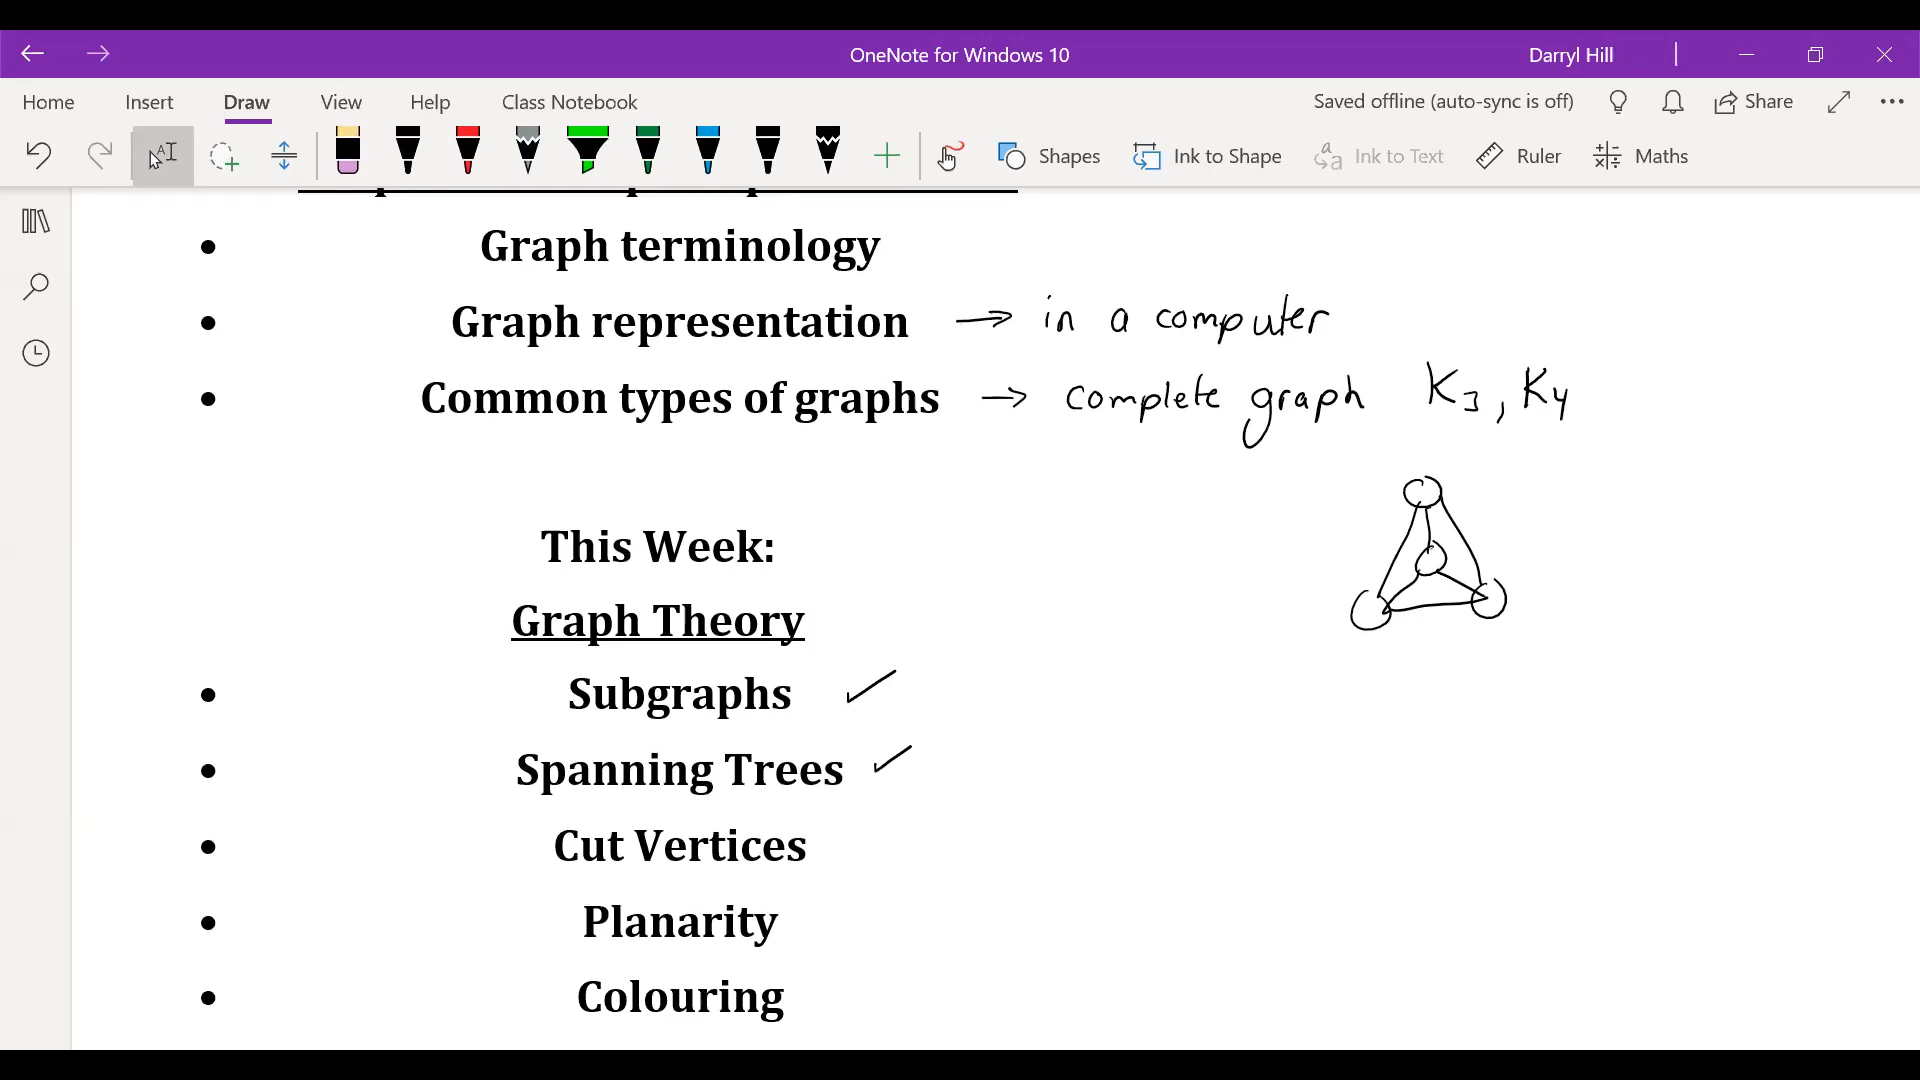 OneNote for Windows 10
Darryl Hill
Home Insert Draw View Help Class Notebook
Saved offline (auto-sync is off) Share
Shapes Ink to Shape Ink to Text Ruler Maths
• Graph terminology
• Graph representation → in a computer
• Common types of graphs → complete graph K3, K4
This Week:
Graph Theory
• Subgraphs ✓
• Spanning Trees ✓
• Cut Vertices
• Planarity
• Colouring